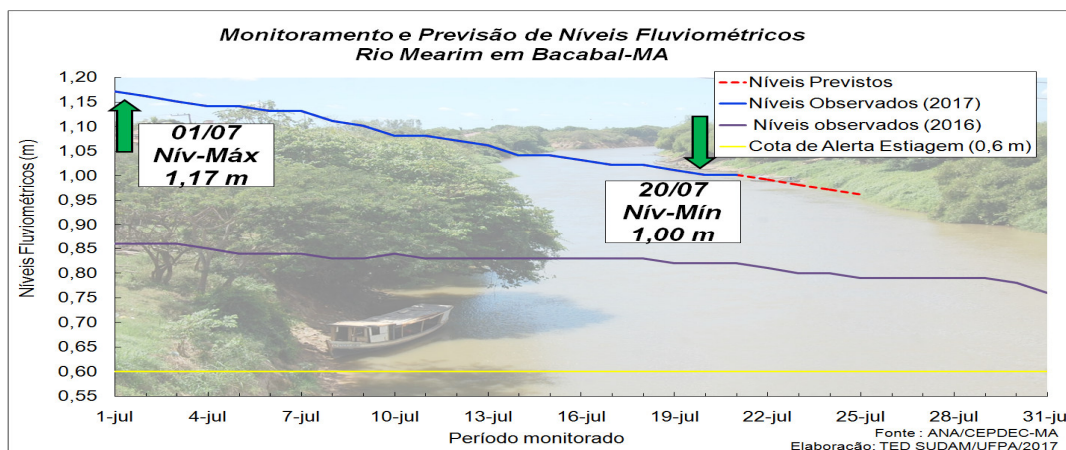 Monitoramento e Previsão de Níveis Fluviométricos
Rio Mearim em Bacabal-MA
Níveis Fluviométricos (m)
1,20
1,15
1,10
1,05
1,00
0,95
0,90
0,85
0,80
0,75
0,70
0,65
0,60
0,55
01/07
Nív-Máx
1,17 m
20/07
Nív-Mín
1,00 m
Níveis Previstos
Níveis Observados (2017)
Níveis observados (2016)
Cota de Alerta Estiagem (0,6 m)
1-jul 4-jul 7-jul 10-jul 13-jul 16-jul 19-jul 22-jul 25-jul 28-jul 31-ju
Período monitorado
Fonte : ANA/CEPDEC-MA
Elaboração: TED SUDAM/UFPA/2017